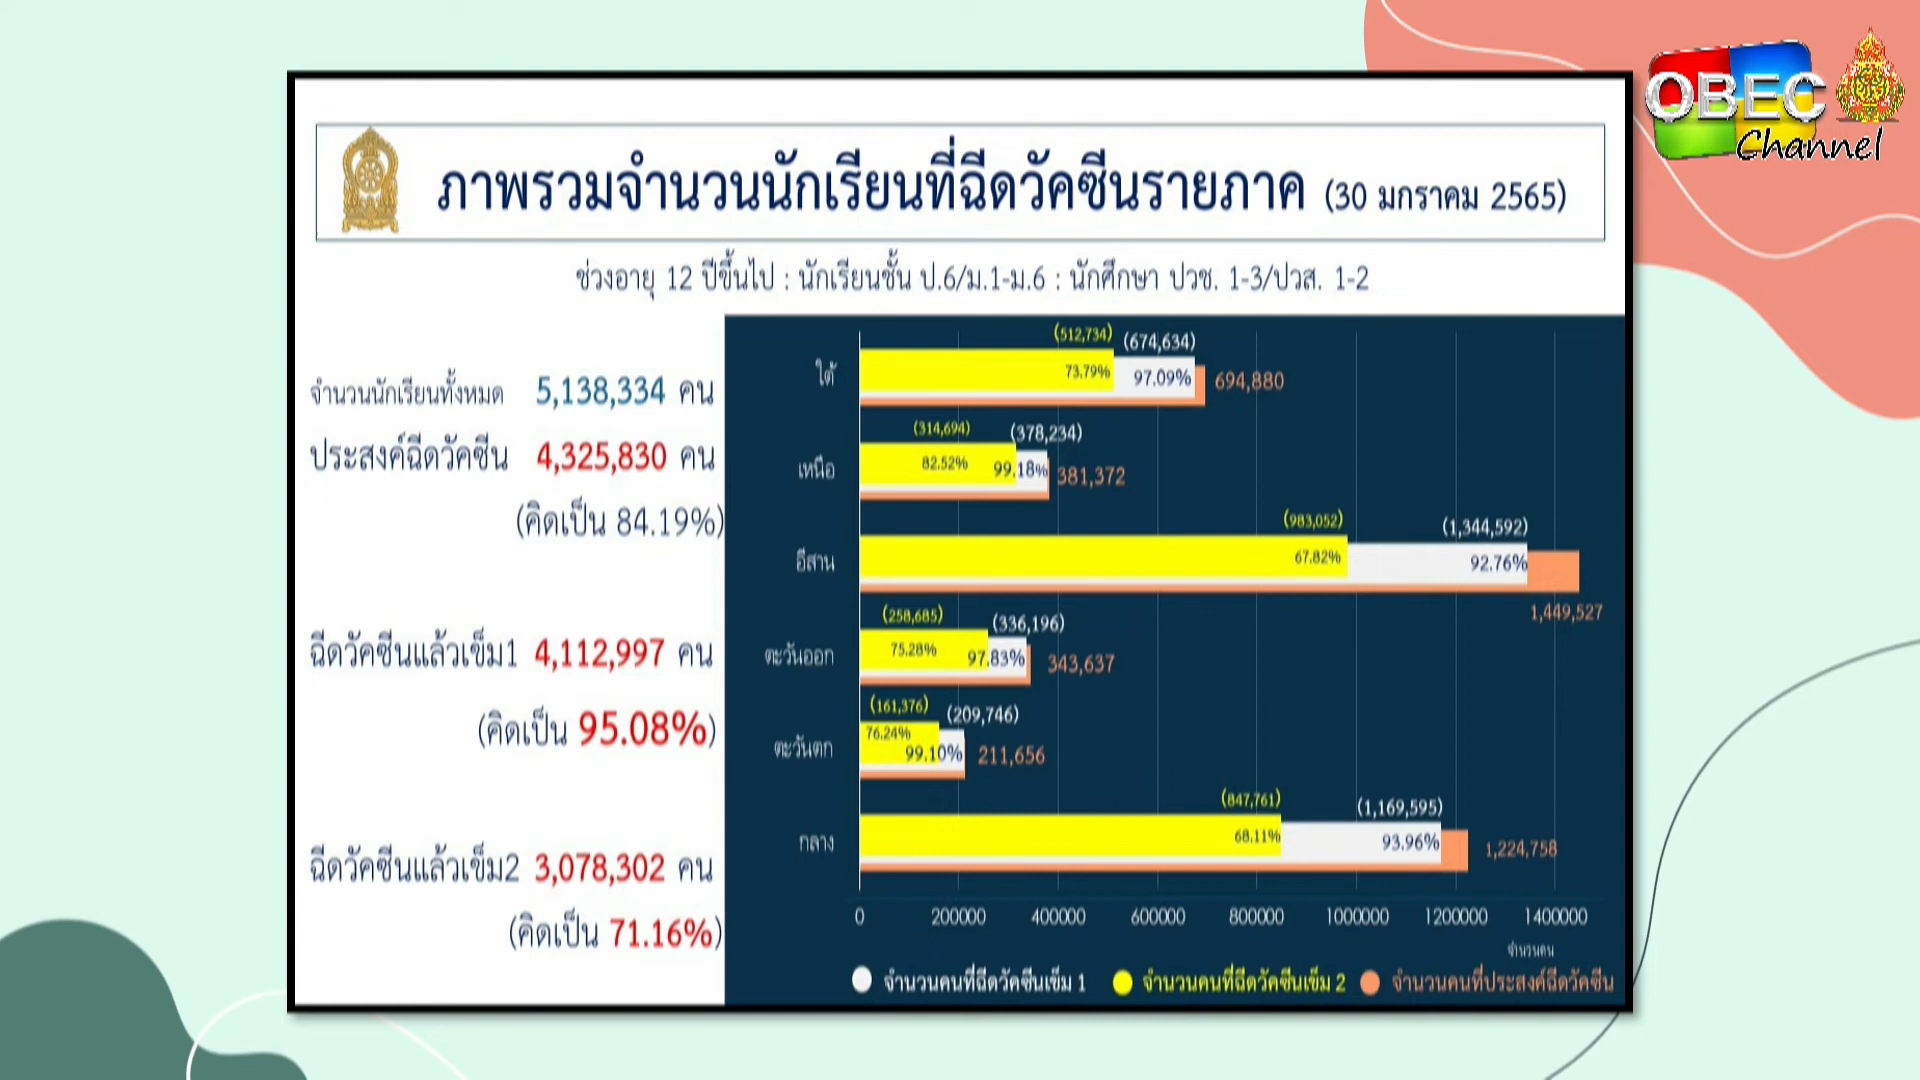 OBEC
Channel
ภาพรวมจำนวนนักเรียนที่ฉีดวัคซีนรายภาค (30 มกราคม 2565)
ช่วงอายุ 12 ปีขึ้นไป : นักเรียนชั้น ป.6/ม.1-ม.6 : นักศึกษา ปวช. 1-3/ปวส. 1-2
จำนวนนักเรียนทั้งหมด 5,138,334 คน
ประสงค์ฉีดวัคซีน 4,325,830 คน
(คิดเป็น 84.19%)
ฉีดวัคซีนแล้วเข็ม1 4,112,997 คน
(คิดเป็น 95.08%)
ฉีดวัคซีนแล้วเข็ม2 3,078,302 คน
(คิดเป็น 71.16%)
(512,734) (674,634)
ใต้ 73.79% 97.09% 694,880
(314,694) (378,234)
เหนือ 82.52% 99.18% 381,372
(983,052) (1,344,592)
อีสาน 67.82% 92.76%
1,449,527
(258,685) (336,196)
ตะวันออก 75.28% 97.83% 343,637
(161,376) (209,746)
ตะวันตก 76.24% 99.10% 211,656
(847,761) (1,169,595)
กลาง 68.11% 93.96% 1,224,758
0 200000 400000 600000 800000 1000000 1200000 1400000
จำนวนคน
จำนวนคนที่ฉีดวัคซีนเข็ม 1 จำนวนคนที่ฉีดวัคซีนเข็ม 2 จำนวนคนที่ประสงค์ฉีดวัคซีน